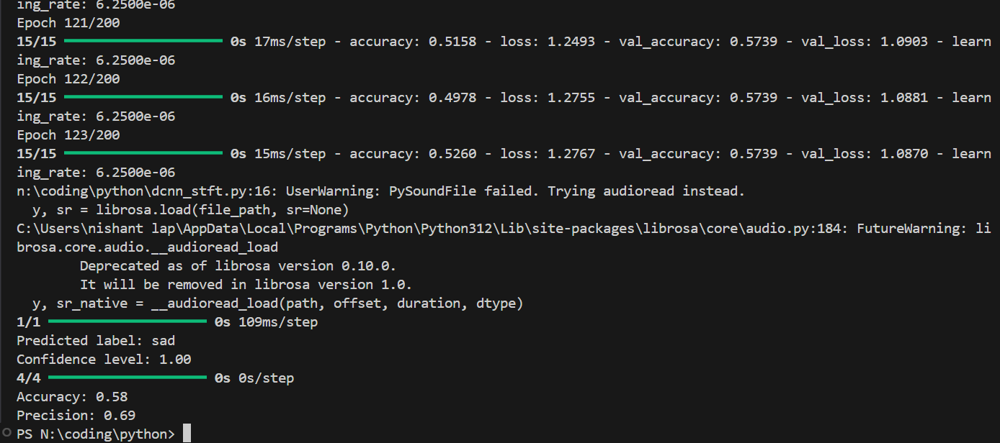 ing_rate: 6.2500e-06
Epoch 121/200
15/15 0s 17ms/step - accuracy: 0.5158 - loss: 1.2493 - val_accuracy: 0.5739 - val_loss: 1.0903 - learn
ing_rate: 6.2500e-06
Epoch 122/200
15/15 0s 16ms/step - accuracy: 0.4978 - loss: 1.2755 - val_accuracy: 0.5739 - val_loss: 1.0881 - learn
ing_rate: 6.2500e-06
Epoch 123/200
15/15 0s 15ms/step - accuracy: 0.5260 - loss: 1.2767 - val_accuracy: 0.5739 - val_loss: 1.0870 - learn
ing_rate: 6.2500e-06
n:\coding\python\dcnn_stft.py:16: UserWarning: PySoundFile failed. Trying audioread instead.
  y, sr = librosa.load(file_path, sr=None)
C:\Users\nishant lap\AppData\Local\Programs\Python\Python312\Lib\site-packages\librosa\core\audio.py:184: FutureWarning: li
brosa.core.audio.__audioread_load
        Deprecated as of librosa version 0.10.0.
        It will be removed in librosa version 1.0.
  y, sr_native = __audioread_load(path, offset, duration, dtype)
1/1 0s 109ms/step
Predicted label: sad
Confidence level: 1.00
4/4 0s 0s/step
Accuracy: 0.58
Precision: 0.69
PS N:\coding\python>